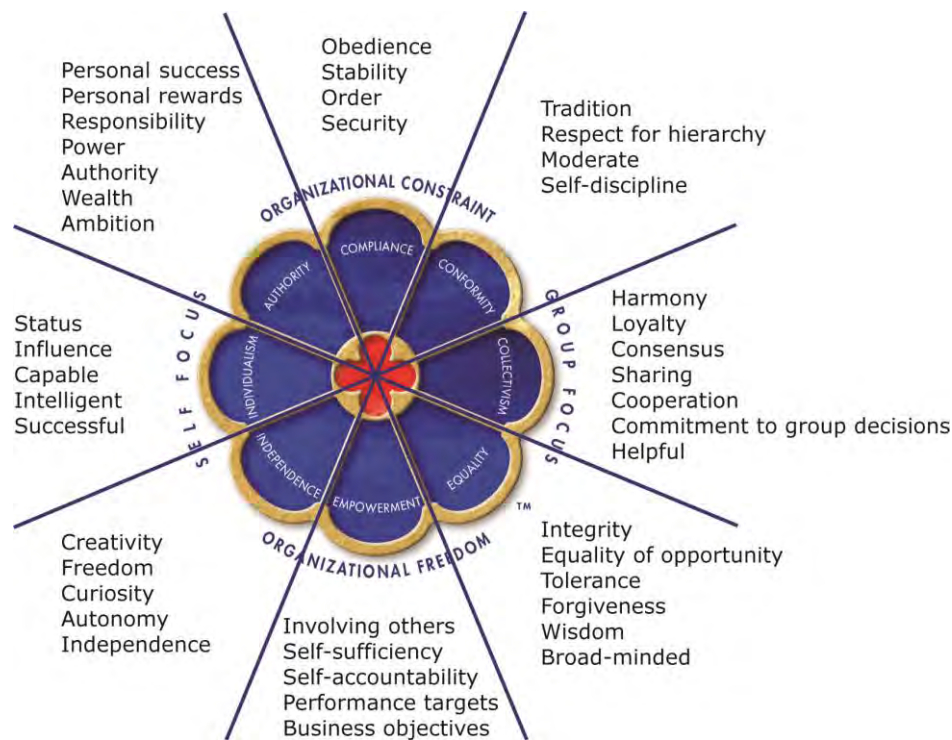 Obedience
Stability
Order
Security
Personal success
Personal rewards
Responsibility
Power
Authority
Wealth
Ambition
Tradition
Respect for hierarchy
Moderate
Self-discipline
Status
Influence
Capable
Intelligent
Successful
Harmony
Loyalty
Consensus
Sharing
Cooperation
Commitment to group decisions
Helpful
Creativity
Freedom
Curiosity
Autonomy
Independence
Involving others
Self-sufficiency
Self-accountability
Performance targets
Business objectives
Integrity
Equality of opportunity
Tolerance
Forgiveness
Wisdom
Broad-minded
ORGANIZATIONAL CONSTRAINT
GROUP FOCUS
ORGANIZATIONAL FREEDOM
SELF FOCUS
COMPLIANCE
CONFORMITY
COLLECTIVISM
EQUALITY
EMPOWERMENT
INDEPENDENCE
INDIVIDUALISM
AUTHORITY
TM